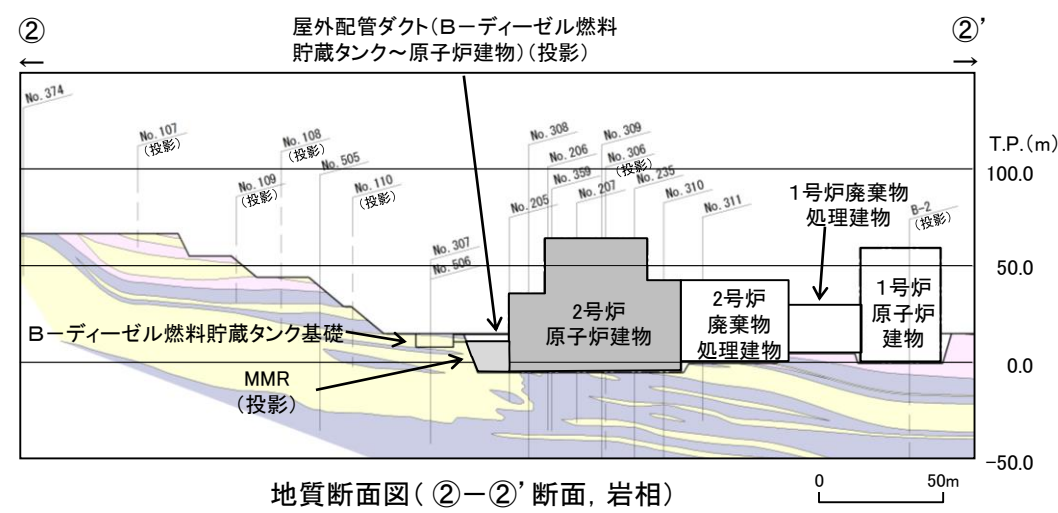 ②
←
屋外配管ダクト(B-ディーゼル燃料
貯蔵タンク～原子炉建物)(投影)
②’
→
T.P.(m)
100.0
50.0
0.0
-50.0
No. 374
No. 107
(投影)
No. 108
(投影)
No. 109
(投影)
No. 505
No. 110
(投影)
No. 307
No. 506
No. 308
No. 206
No. 359
No. 205
No. 207
No. 309
No. 306
(投影)
No. 235
No. 310
No. 311
B-2
(投影)
1号炉廃棄物
処理建物
2号炉
原子炉建物
2号炉
廃棄物
処理建物
1号炉
原子炉
建物
B-ディーゼル燃料貯蔵タンク基礎
MMR
(投影)
地質断面図(②-②’断面, 岩相)
0 50m